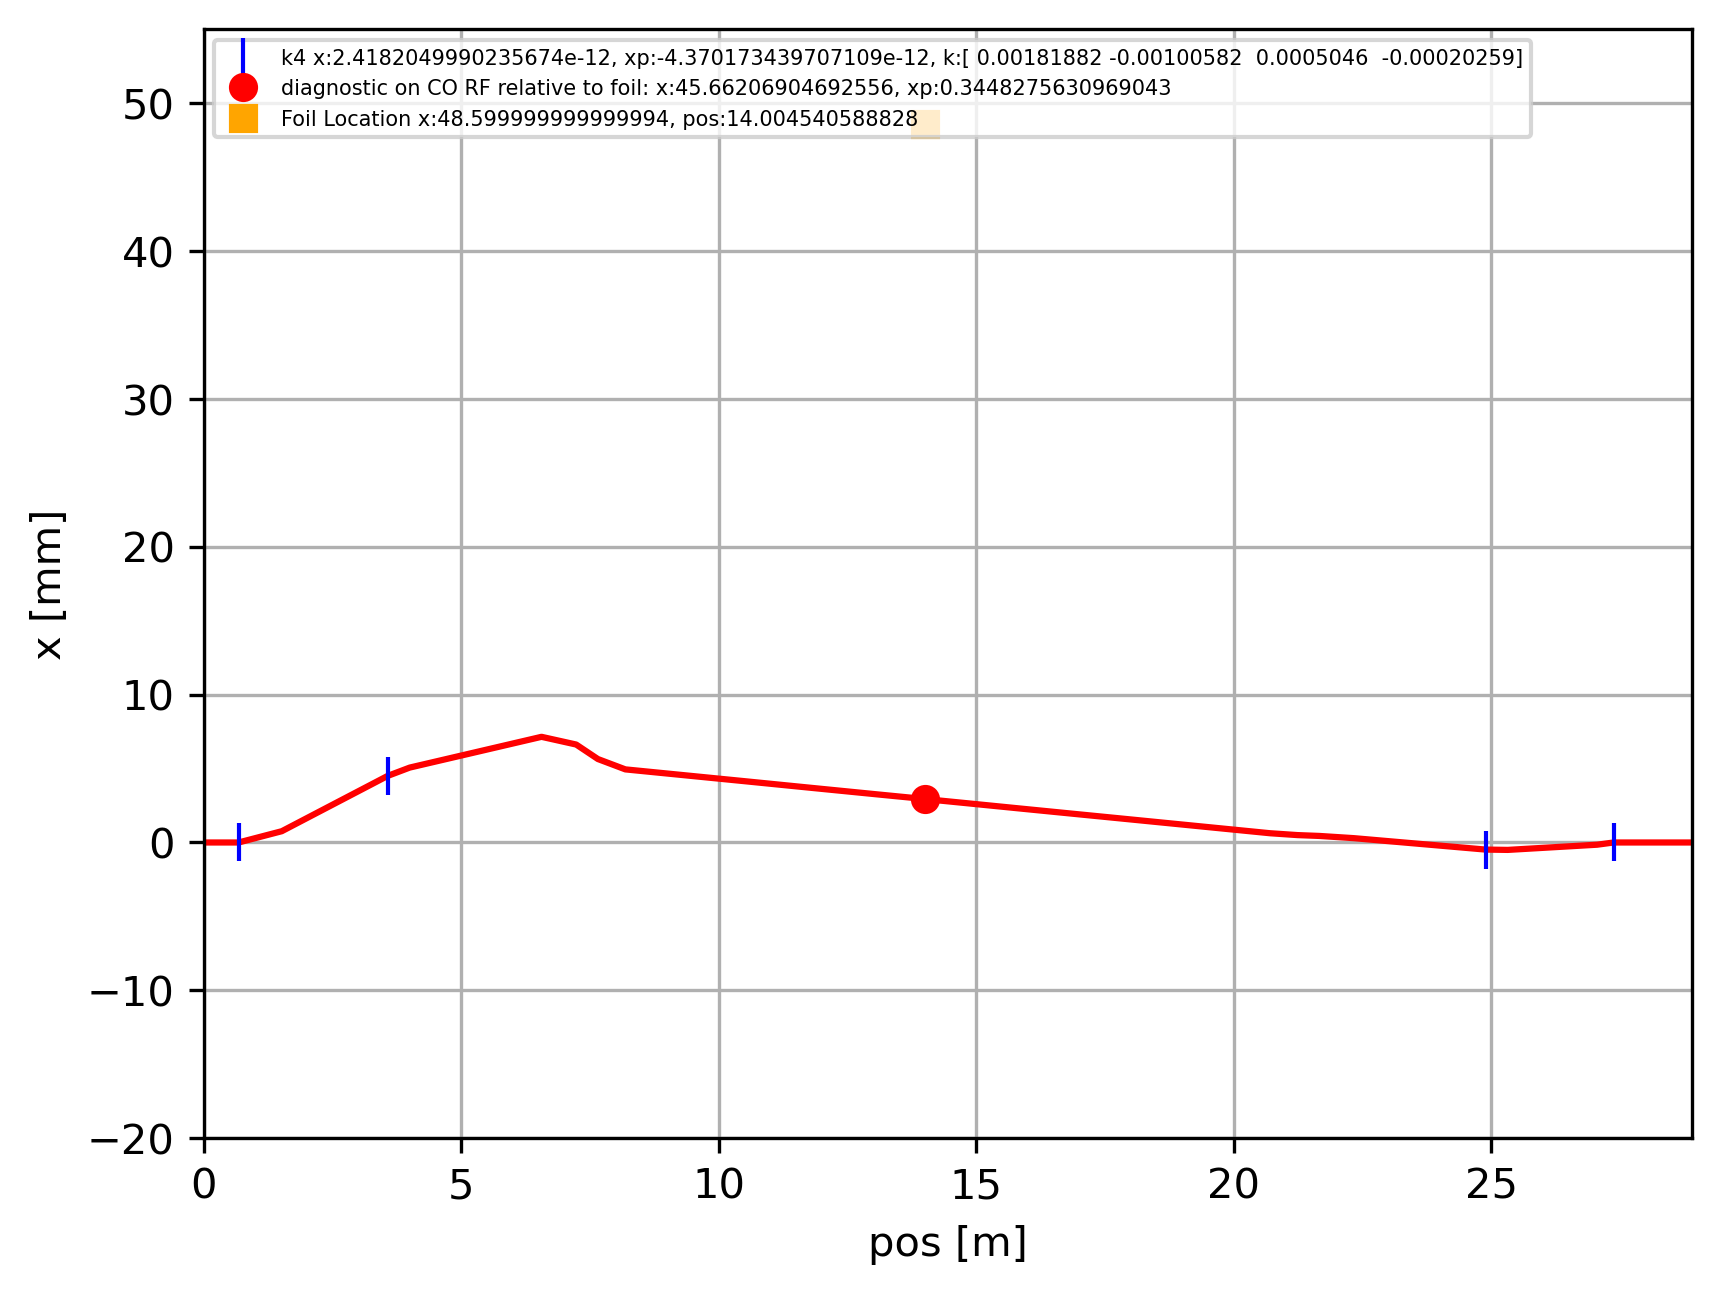 k4 x:2.4182049990235674e-12, xp:-4.370173439707109e-12, k:[ 0.00181882 -0.00100582  0.0005046  -0.00020259]
diagnostic on CO RF relative to foil: x:45.66206904692556, xp:0.3448275630969043
Foil Location x:48.599999999999994, pos:14.004540588828
50
40
30
20
10
0
−10
−20
x [mm]
0 5 10 15 20 25
pos [m]